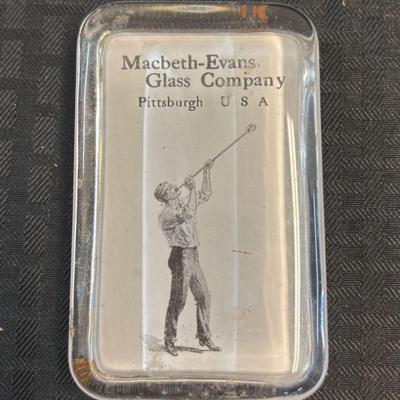 Macbeth-Evans
Glass Company
Pittsburgh U S A